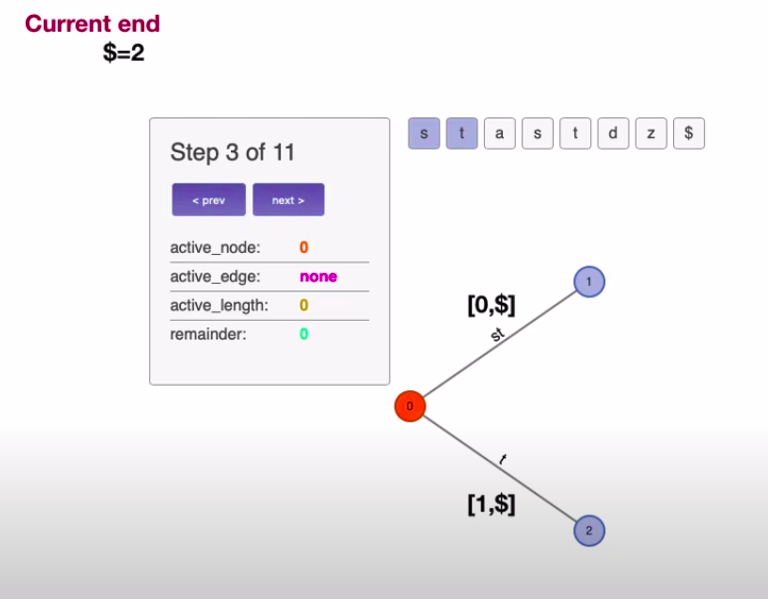 Current end
$=2
s t a s t d z $
Step 3 of 11
< prev next >
active_node: 0
active_edge: none
active_length: 0
remainder: 0
1
[0,$]
st
0
t
[1,$]
2